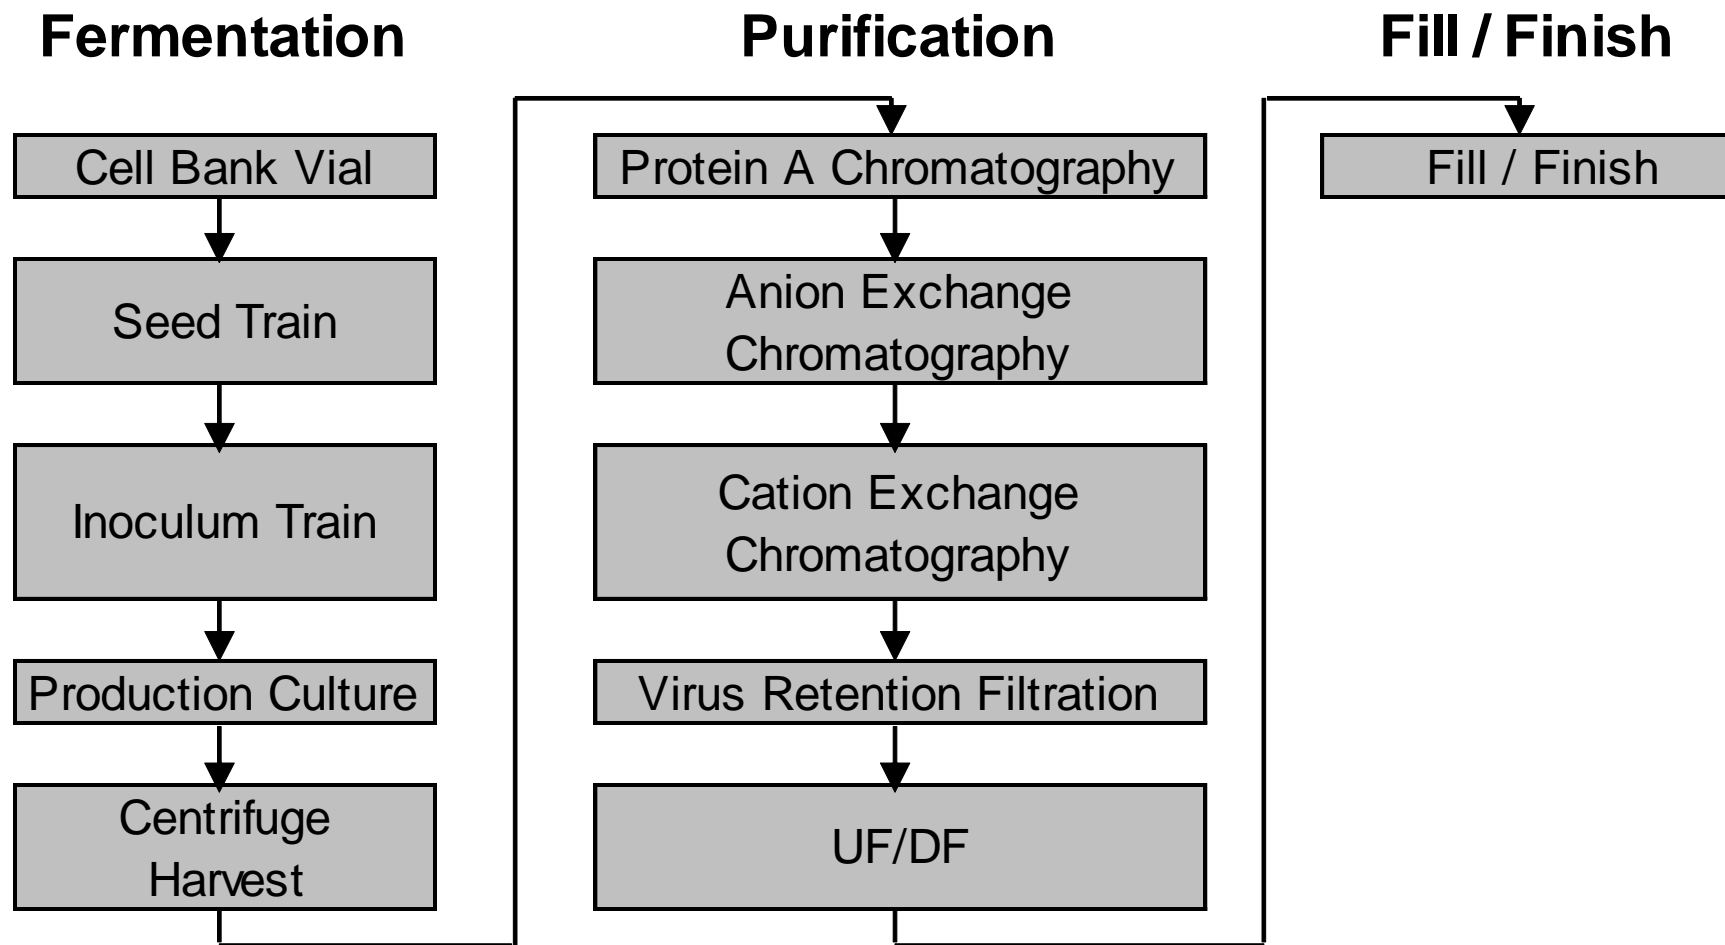 Fermentation
Cell Bank Vial
Seed Train
Inoculum Train
Production Culture
Centrifuge
Harvest
Purification
Protein A Chromatography
Anion Exchange
Chromatography
Cation Exchange
Chromatography
Virus Retention Filtration
UF/DF
Fill / Finish
Fill / Finish